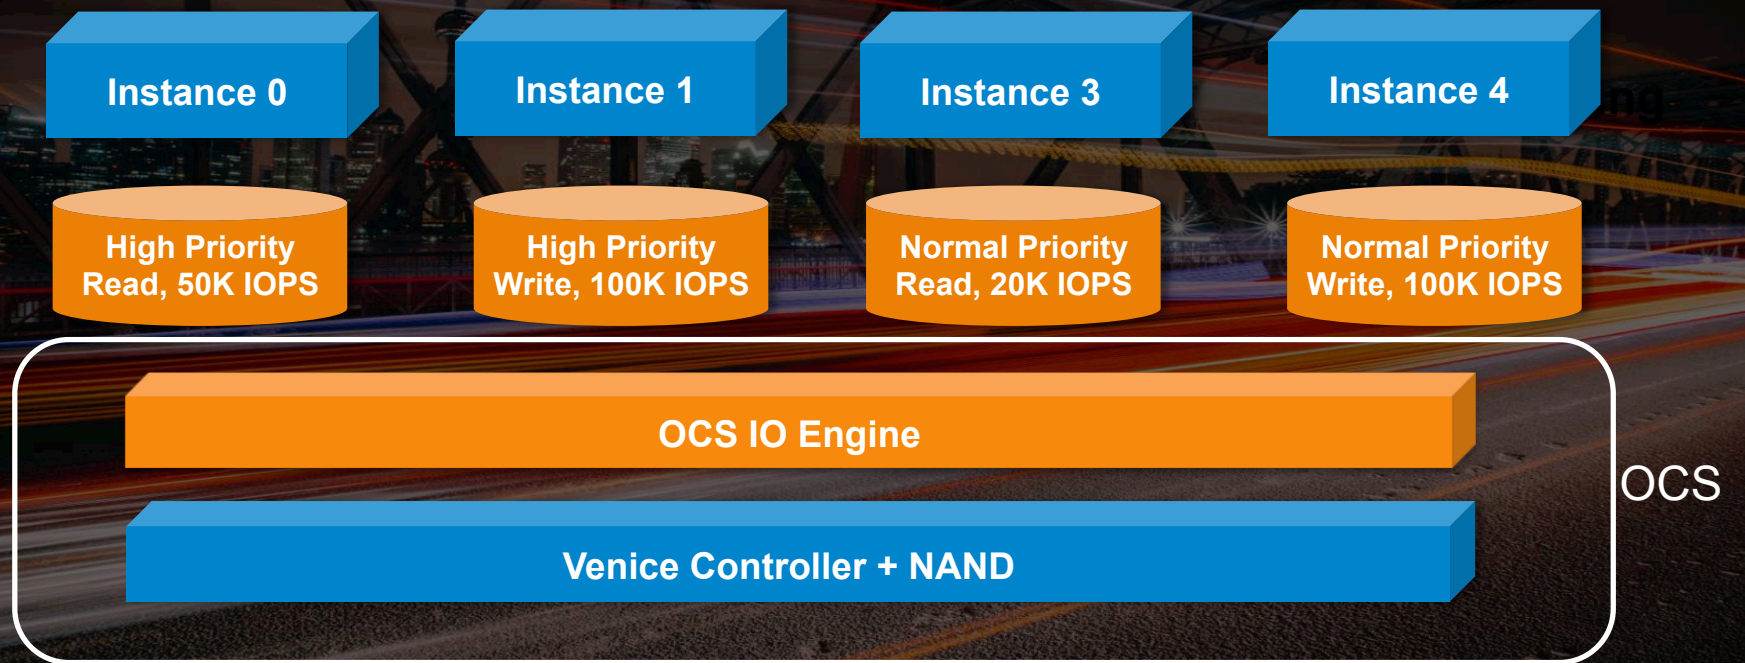 Instance 0
Instance 1
Instance 3
Instance 4
ng
High Priority
Read, 50K IOPS
High Priority
Write, 100K IOPS
Normal Priority
Read, 20K IOPS
Normal Priority
Write, 100K IOPS
OCS IO Engine
OCS
Venice Controller + NAND